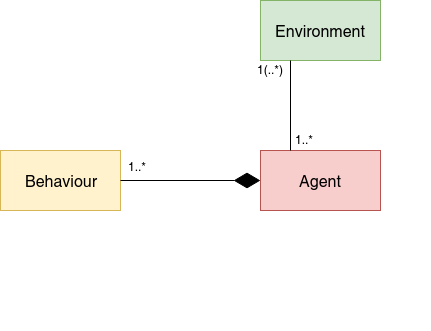 Environment
1(..*)
1..*
1..*
Behaviour
Agent